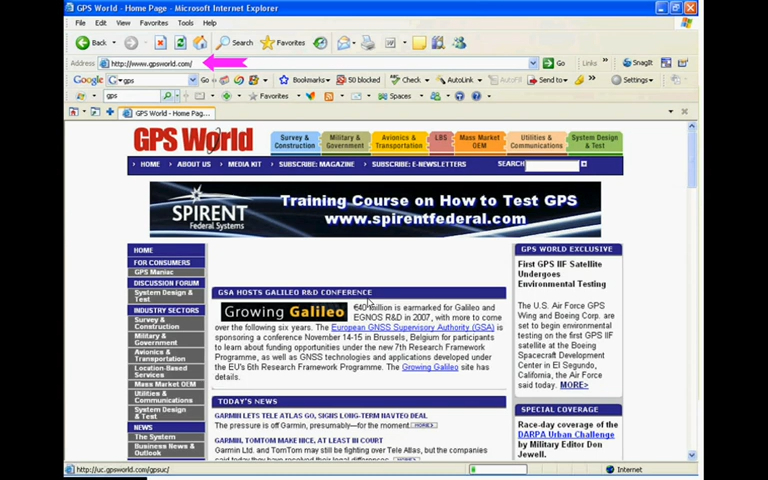 GPS World - Home Page - Microsoft Internet Explorer
File Edit View Favorites Tools Help
Back Search Favorites
Address http://www.gpsworld.com/ Go Links SnagIt
Google gps Go Bookmarks 50 blocked Check AutoLink AutoFill Send to Settings
gps Favorites Spaces
GPS World - Home Pag...
GPS World
Survey & Construction
Military & Government
Avionics & Transportation
LBS
Mass Market OEM
Utilities & Communications
System Design & Test
HOME ABOUT US MEDIA KIT SUBSCRIBE: MAGAZINE SUBSCRIBE: E-NEWSLETTERS SEARCH
SPIRENT
Federal Systems
Training Course on How to Test GPS
www.spirentfederal.com
HOME
FOR CONSUMERS
GPS Maniac
DISCUSSION FORUM
System Design &
Test
INDUSTRY SECTORS
Survey &
Construction
Military &
Government
Avionics &
Transportation
Location-Based
Services
Mass Market OEM
Utilities &
Communications
System Design &
Test
NEWS
The System
Business News &
Outlook
GSA HOSTS GALILEO R&D CONFERENCE
Growing Galileo
€40 million is earmarked for Galileo and
EGNOS R&D in 2007, with more to come
over the following six years. The European GNSS Supervisory Authority (GSA) is
sponsoring a conference November 14-15 in Brussels, Belgium for participants
to learn about funding opportunities under the new 7th Research Framework
Programme, as well as GNSS technologies and applications developed under
the EU's 6th Research Framework Programme. The Growing Galileo site has
details.
TODAY'S NEWS
GARMIN LETS TELE ATLAS GO, SIGNS LONG-TERM NAVTEQ DEAL
The pressure is off Garmin, presumably—for the moment. MORE>
GARMIN, TOMTOM MAKE NICE, AT LEAST IN COURT
Garmin Ltd. and TomTom may still be fighting over Tele Atlas, but the companies
said today they have resolved their legal differences.
GPS WORLD EXCLUSIVE
First GPS IIF Satellite
Undergoes
Environmental Testing
The U.S. Air Force GPS
Wing and Boeing Corp. are
set to begin environmental
testing on the first GPS IIF
satellite at the Boeing
Spacecraft Development
Center in El Segundo,
California, the Air Force
said today. MORE>
SPECIAL COVERAGE
Race-day coverage of the
DARPA Urban Challenge
by Military Editor Don
Jewell.
http://uc.gpsworld.com/gpsuc/ Internet